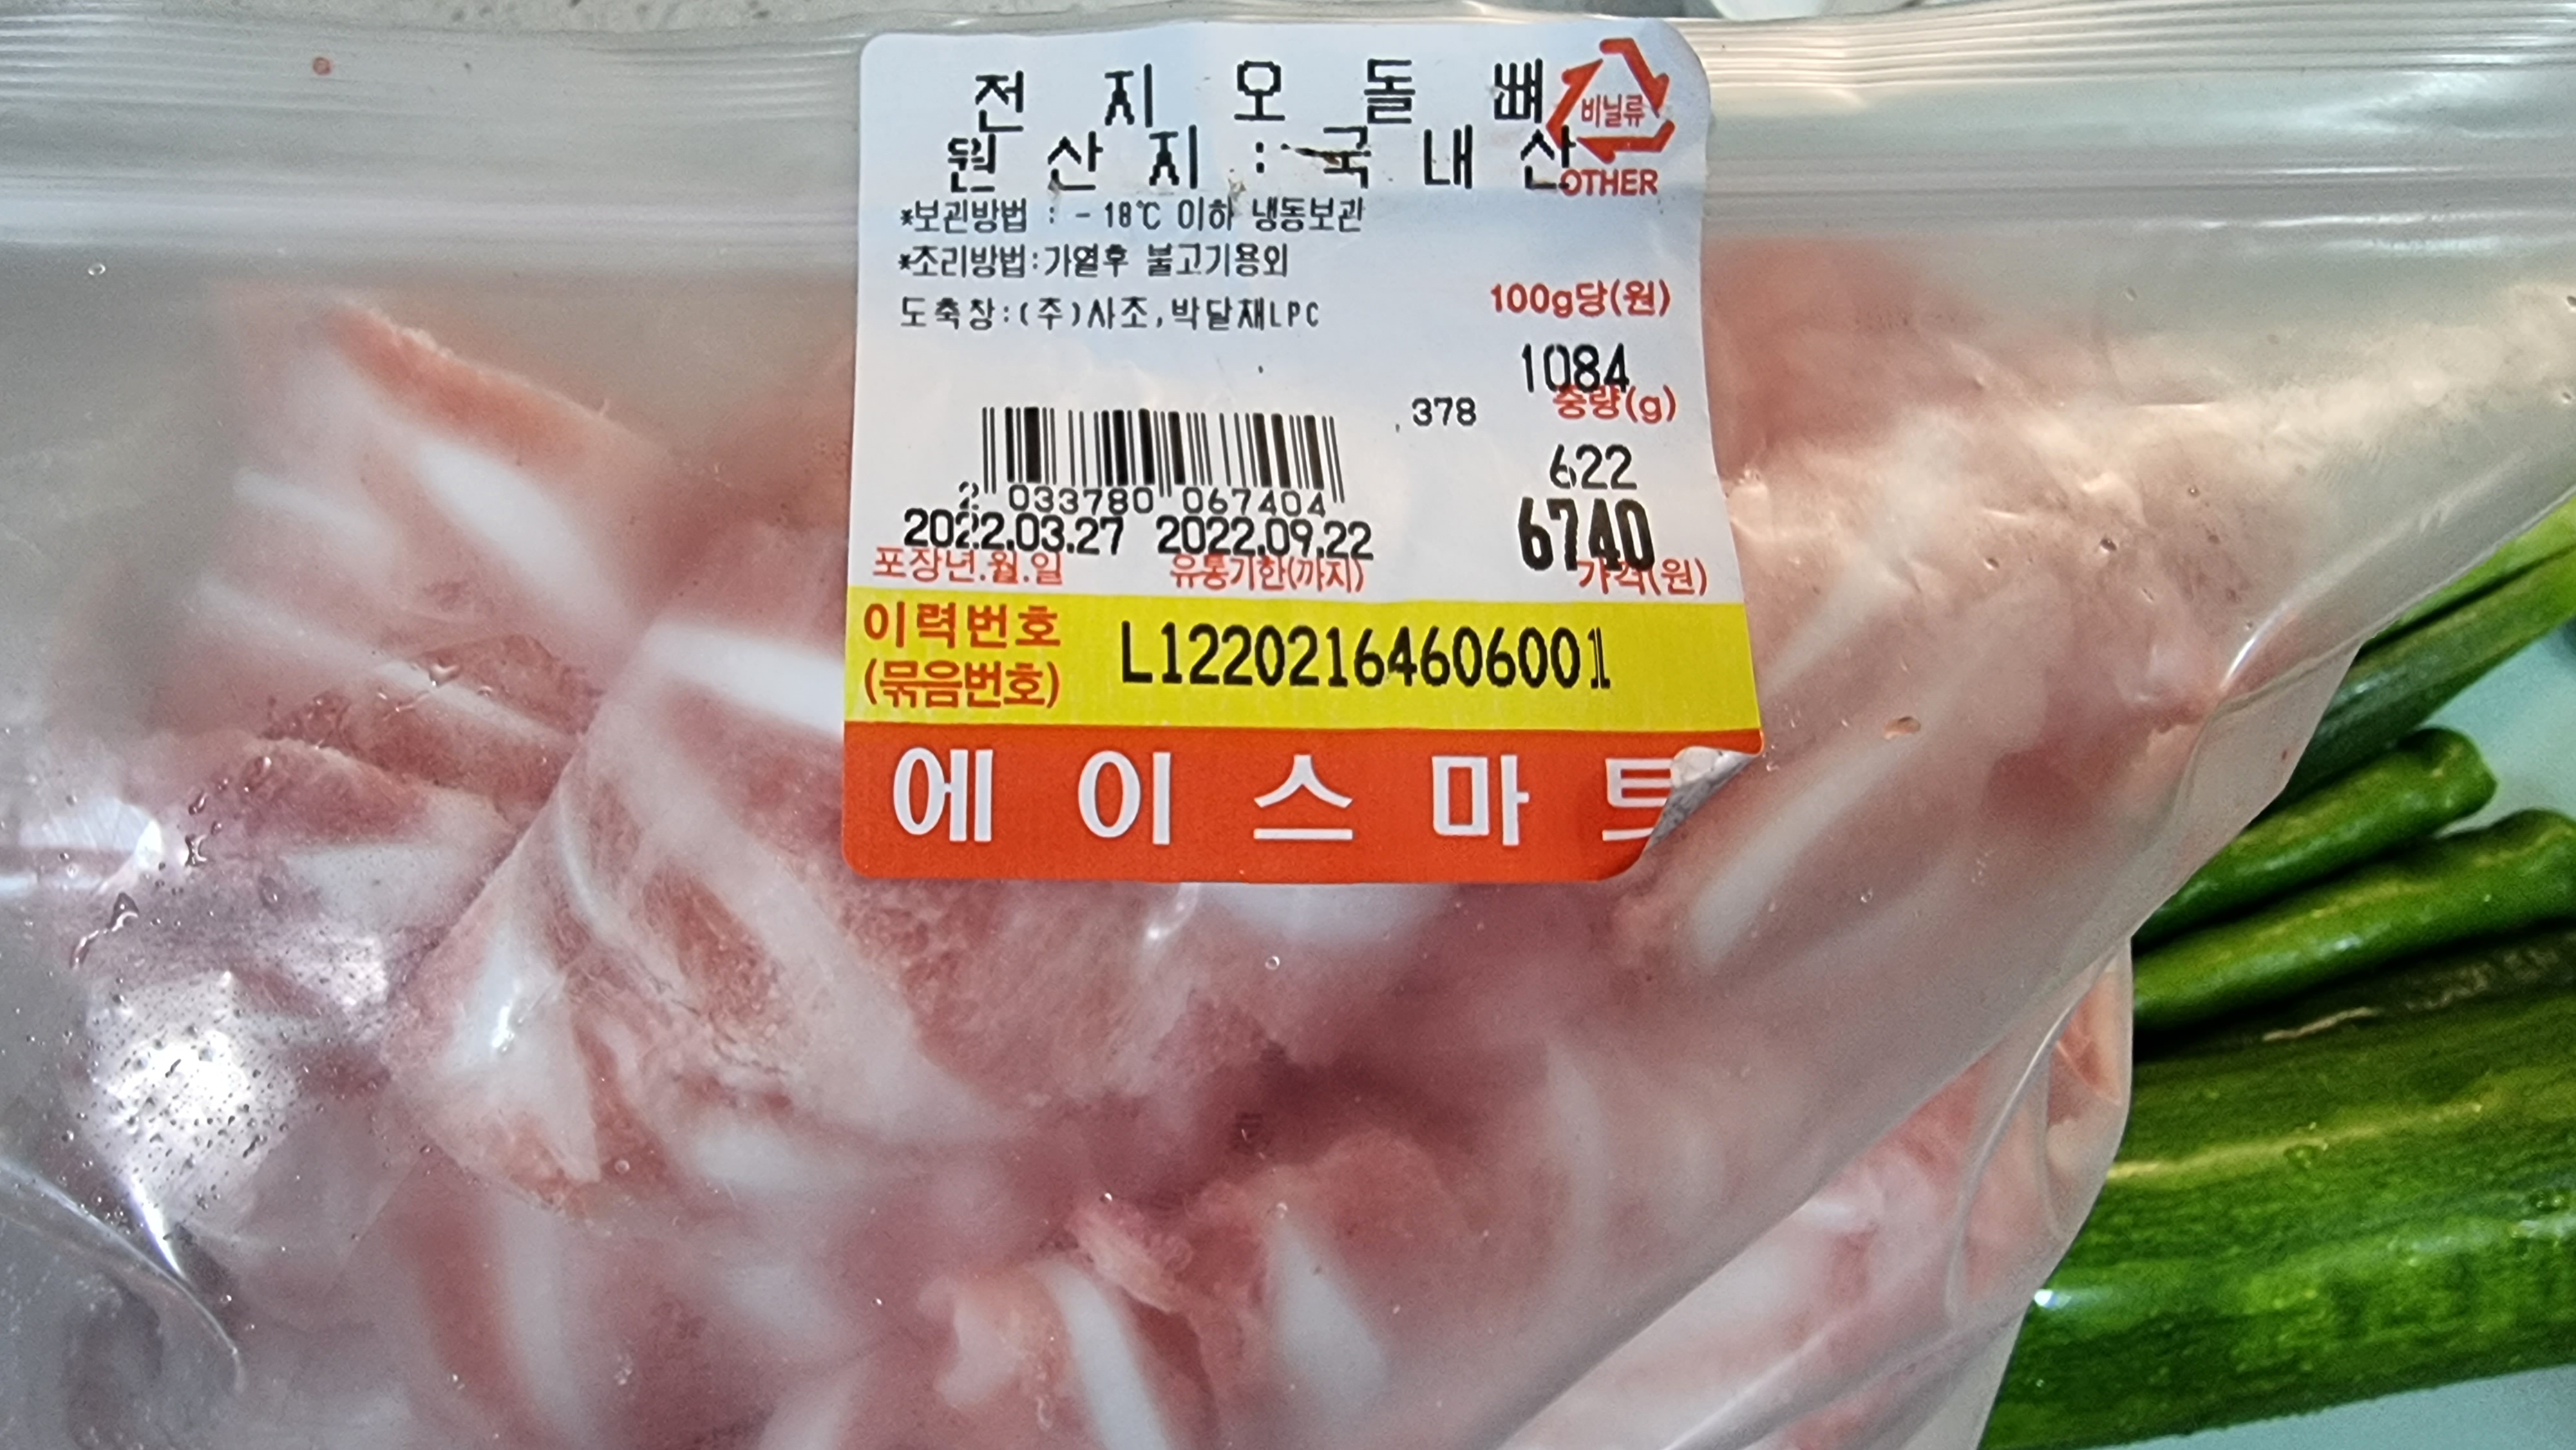 전 지 오 돌 뼈
비닐류
원 산 지 : 국 내 산
OTHER
*보관방법 : - 18℃ 이하 냉동보관
*조리방법:가열후 불고기용외
도축장:(주)사조,박달재LPC
100g당(원)
1084
중량(g)
378
622
2 033780 067404
2022.03.27 2022.09.22
6740
포장년.월.일 유통기한(까지)
가격(원)
이력번호
(묶음번호)
L12202164606001
에 이 스 마 트